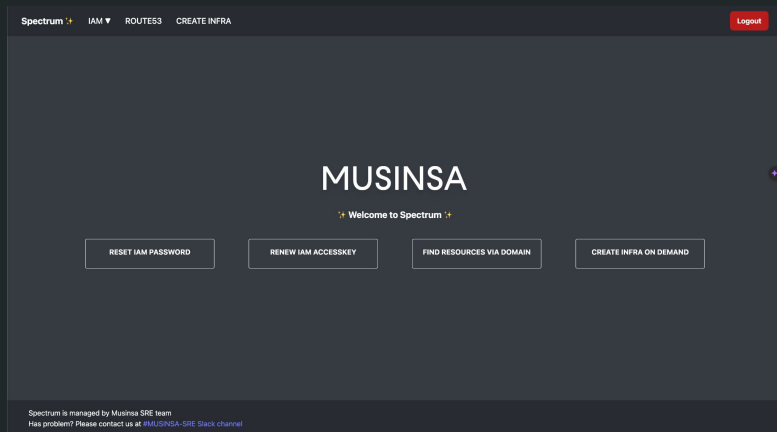 Spectrum ✨ IAM ▼ ROUTE53 CREATE INFRA Logout
MUSINSA
✨ Welcome to Spectrum ✨
RESET IAM PASSWORD RENEW IAM ACCESSKEY FIND RESOURCES VIA DOMAIN CREATE INFRA ON DEMAND
Spectrum is managed by Musinsa SRE team
Has problem? Please contact us at #MUSINSA-SRE Slack channel